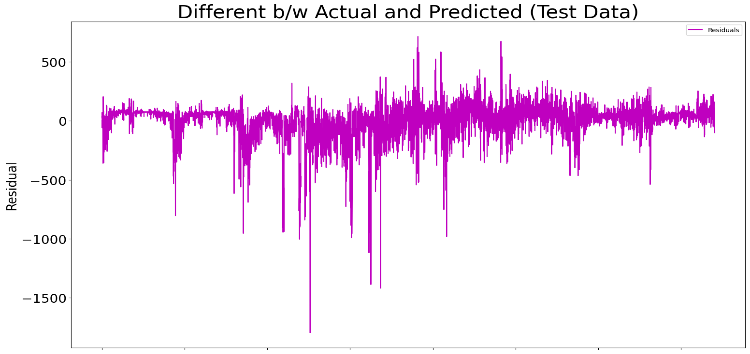 Different b/w Actual and Predicted (Test Data)
Residuals
500
0
−500
−1000
−1500
Residual